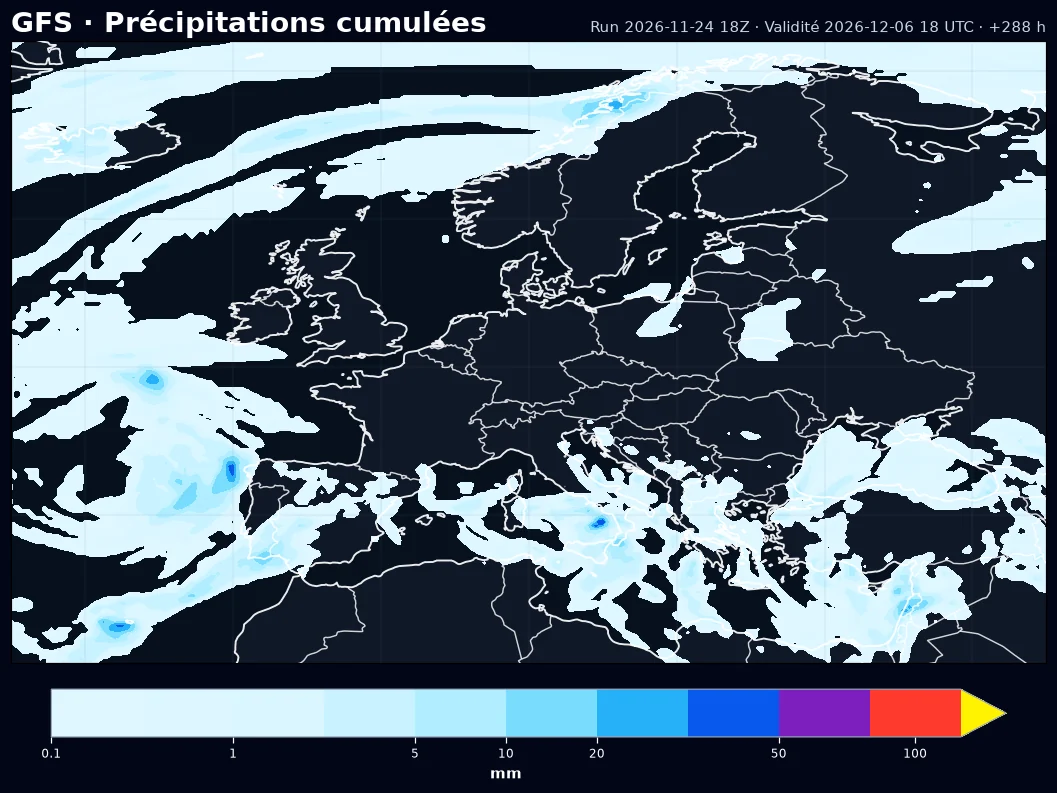 GFS · Précipitations cumulées
Run 2026-11-24 18Z · Validité 2026-12-06 18 UTC · +288 h
0.1 1 5 10 20 50 100
mm